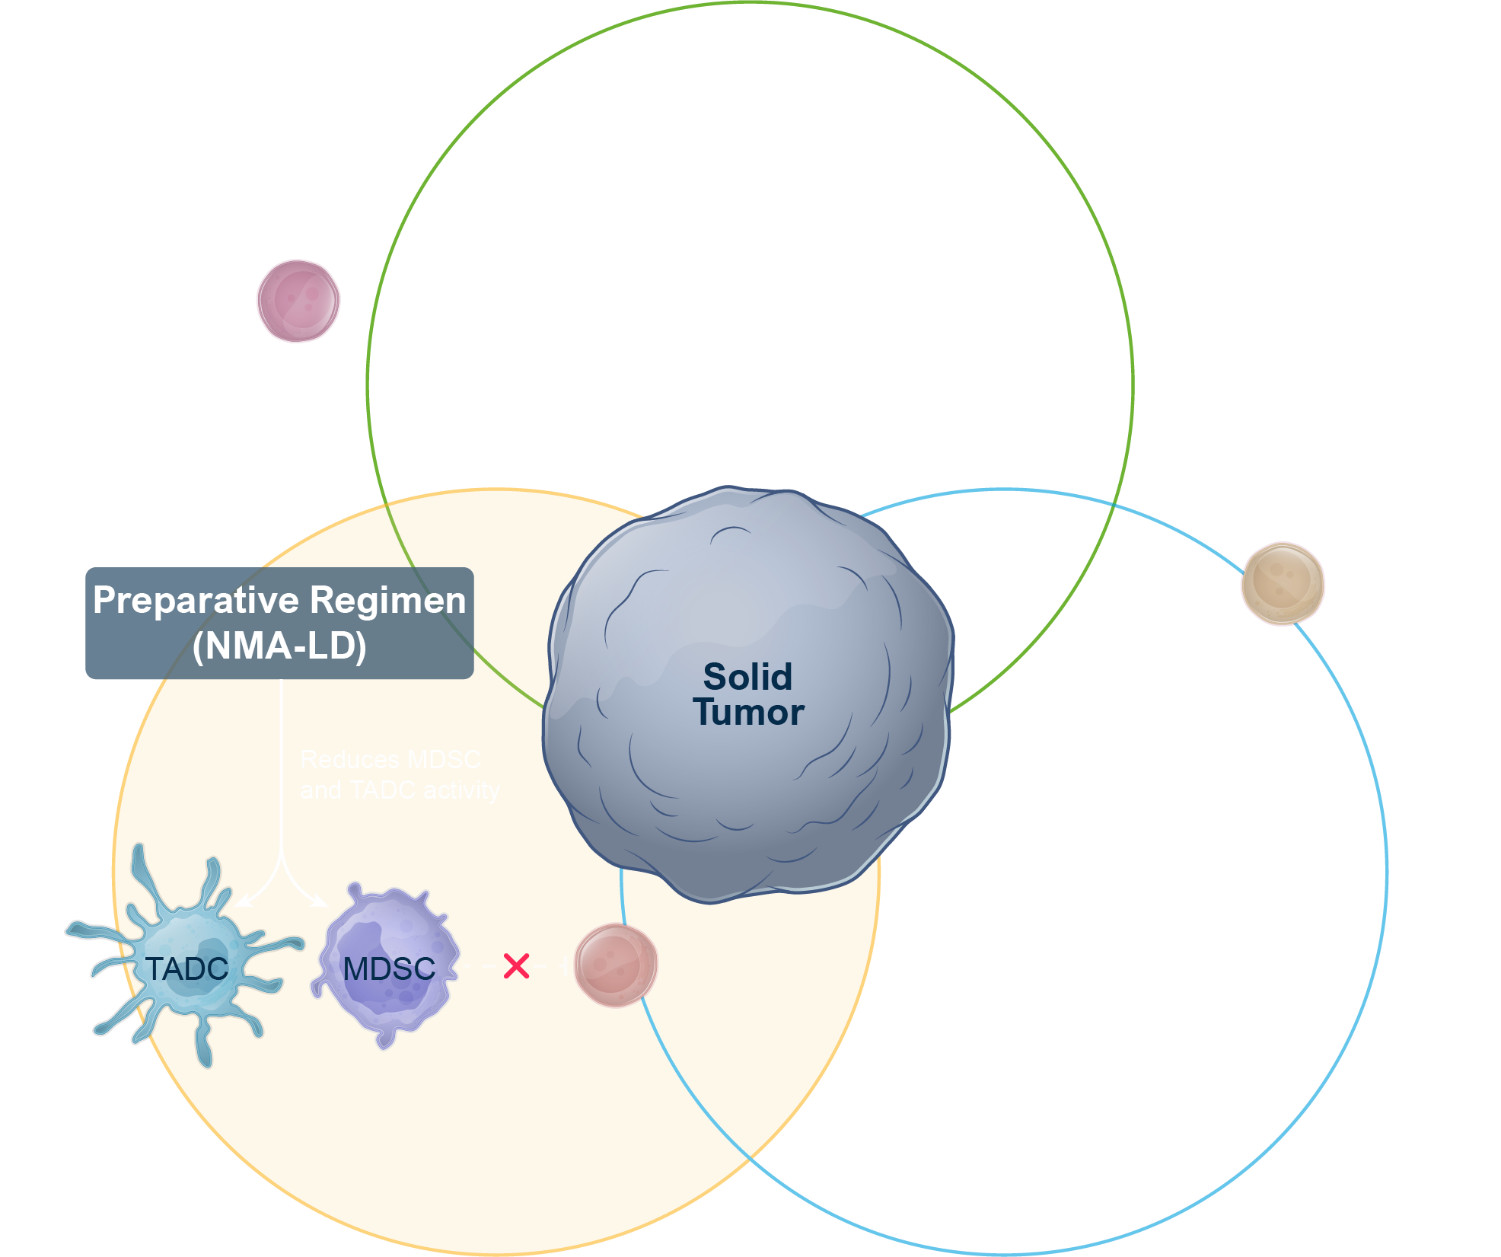 Solid
Tumor
Preparative Regimen
(NMA-LD)
Reduces MDSC
and TADC activity
TADC
MDSC